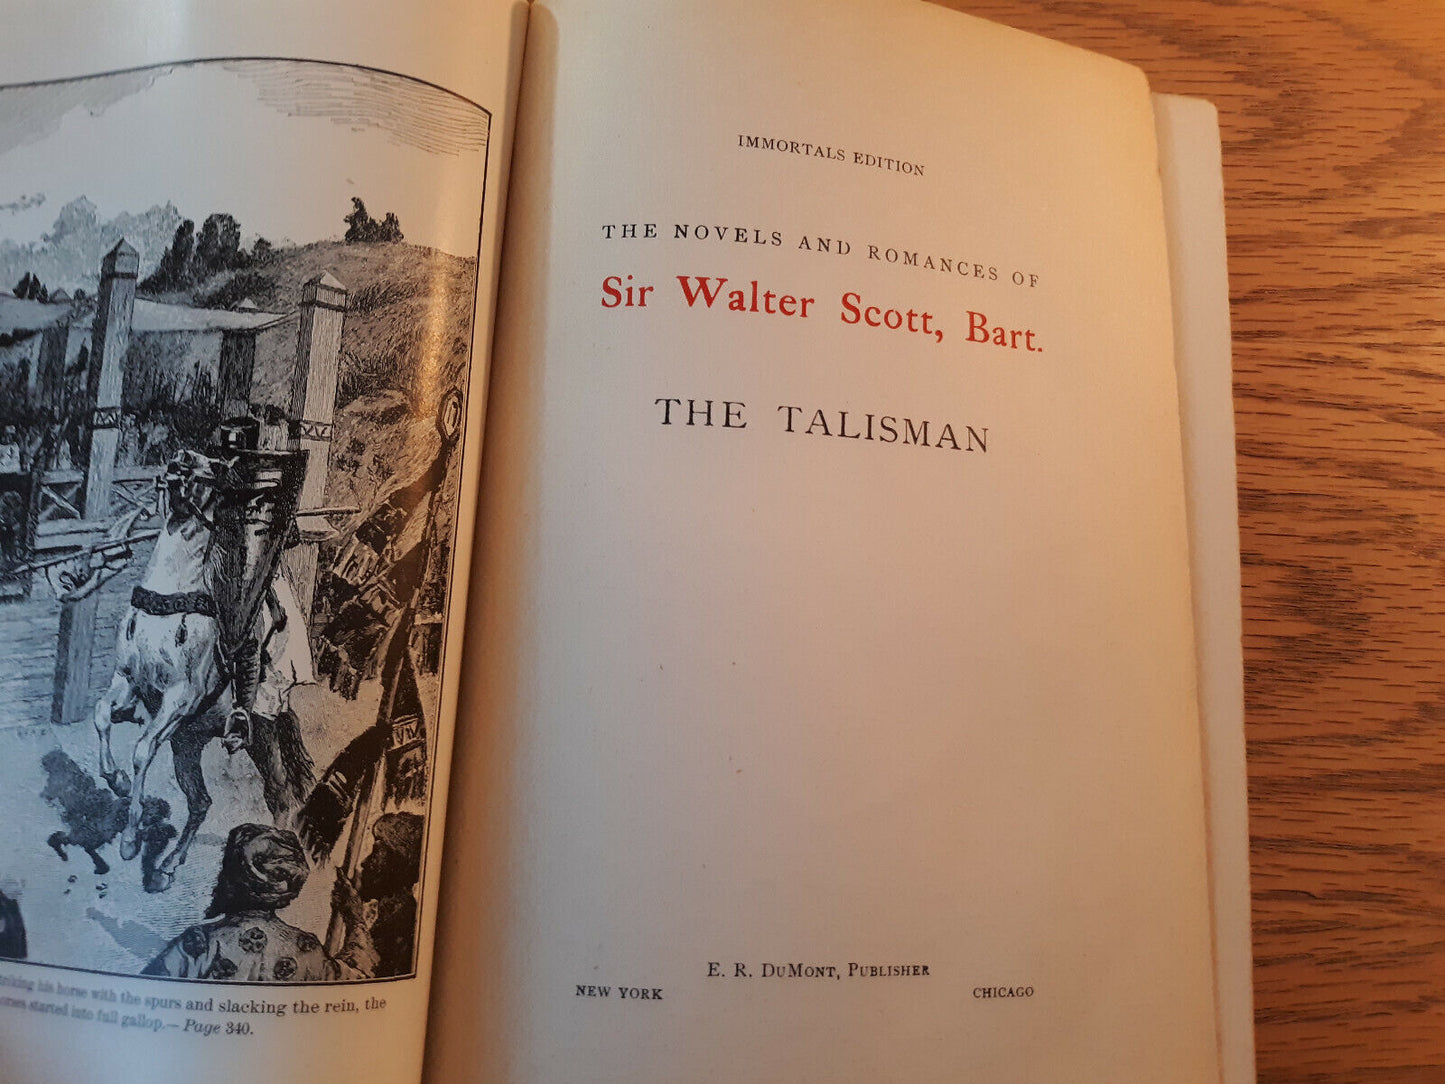 his horse with the spurs and slacking the rein, the
started into full gallop.— Page 340.
IMMORTALS EDITION
THE NOVELS AND ROMANCES OF
Sir Walter Scott, Bart.
THE TALISMAN
E. R. DuMont, Publisher
NEW YORK CHICAGO